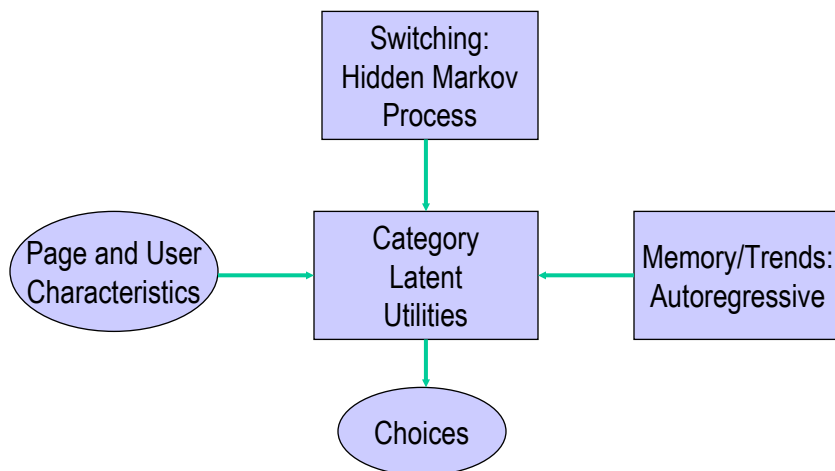 Switching:
Hidden Markov
Process
Page and User
Characteristics
Category
Latent
Utilities
Memory/Trends:
Autoregressive
Choices